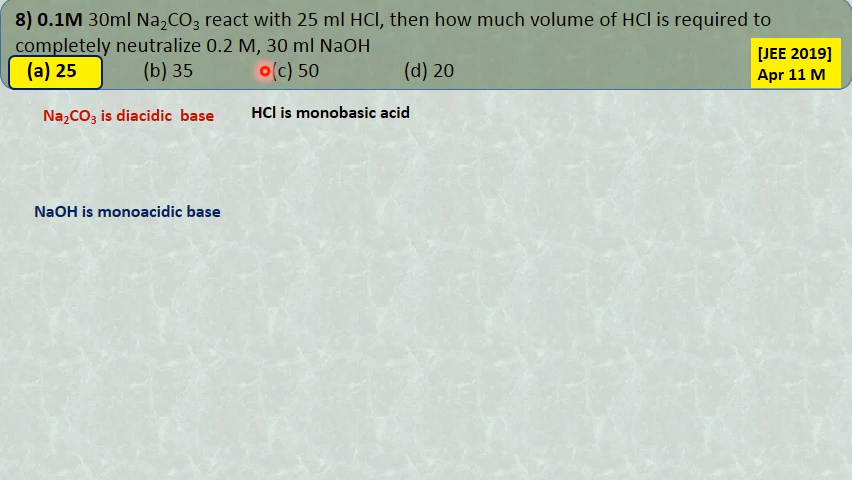 8) 0.1M 30ml Na₂CO₃ react with 25 ml HCl, then how much volume of HCl is required to
completely neutralize 0.2 M, 30 ml NaOH
[JEE 2019]
Apr 11 M
(a) 25 (b) 35 (c) 50 (d) 20
Na₂CO₃ is diacidic base HCl is monobasic acid
NaOH is monoacidic base